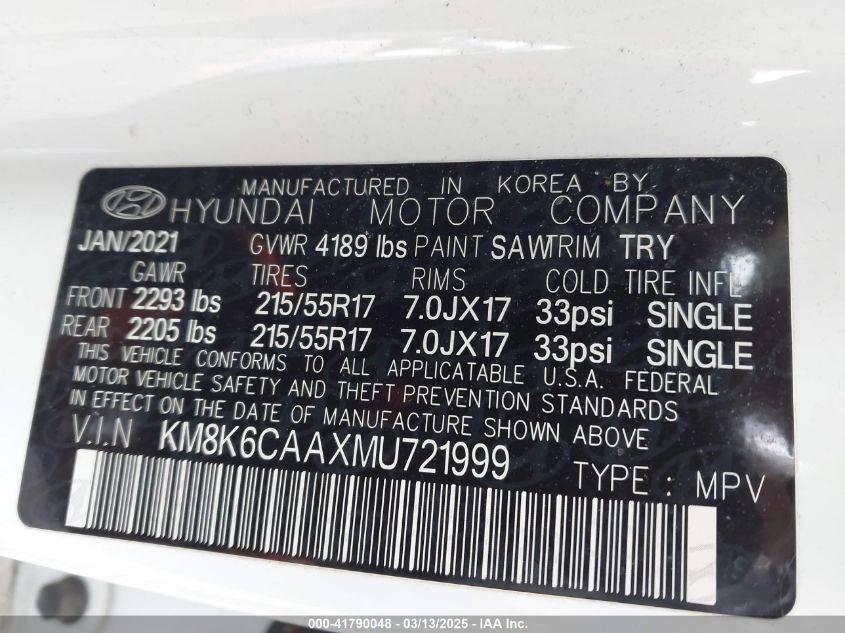 MANUFACTURED IN KOREA BY
HYUNDAI MOTOR COMPANY
JAN/2021 GVWR 4189 lbs PAINT SAW TRIM TRY
GAWR TIRES RIMS COLD TIRE INFL
FRONT 2293 lbs 215/55R17 7.0JX17 33psi SINGLE
REAR 2205 lbs 215/55R17 7.0JX17 33psi SINGLE
THIS VEHICLE CONFORMS TO ALL APPLICATABLE U.S.A. FEDERAL
MOTOR VEHICLE SAFETY AND THEFT PREVENTION STANDARDS
IN EFFECT ON THE DATE OF MANUFACTURE SHOWN ABOVE.
V.I.N KM8K6CAAXMU721999
TYPE : MPV
000-41790048 - 03/13/2025 - IAA Inc.